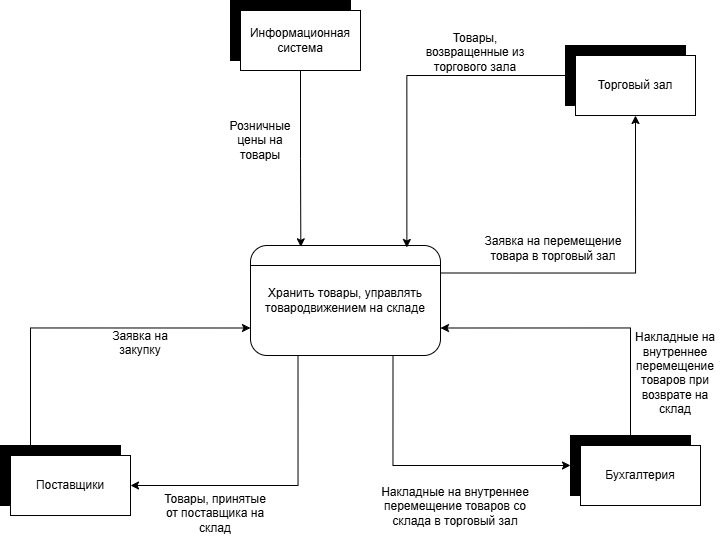 Информационная
система
Товары,
возвращенные из
торгового зала
Торговый зал
Розничные
цены на
товары
Заявка на перемещение
товара в торговый зал
Хранить товары, управлять
товародвижением на складе
Заявка на
закупку
Накладные на
внутреннее
перемещение
товаров при
возврате на
склад
Поставщики
Бухгалтерия
Товары, принятые
от поставщика на
склад
Накладные на внутреннее
перемещение товаров со
склада в торговый зал